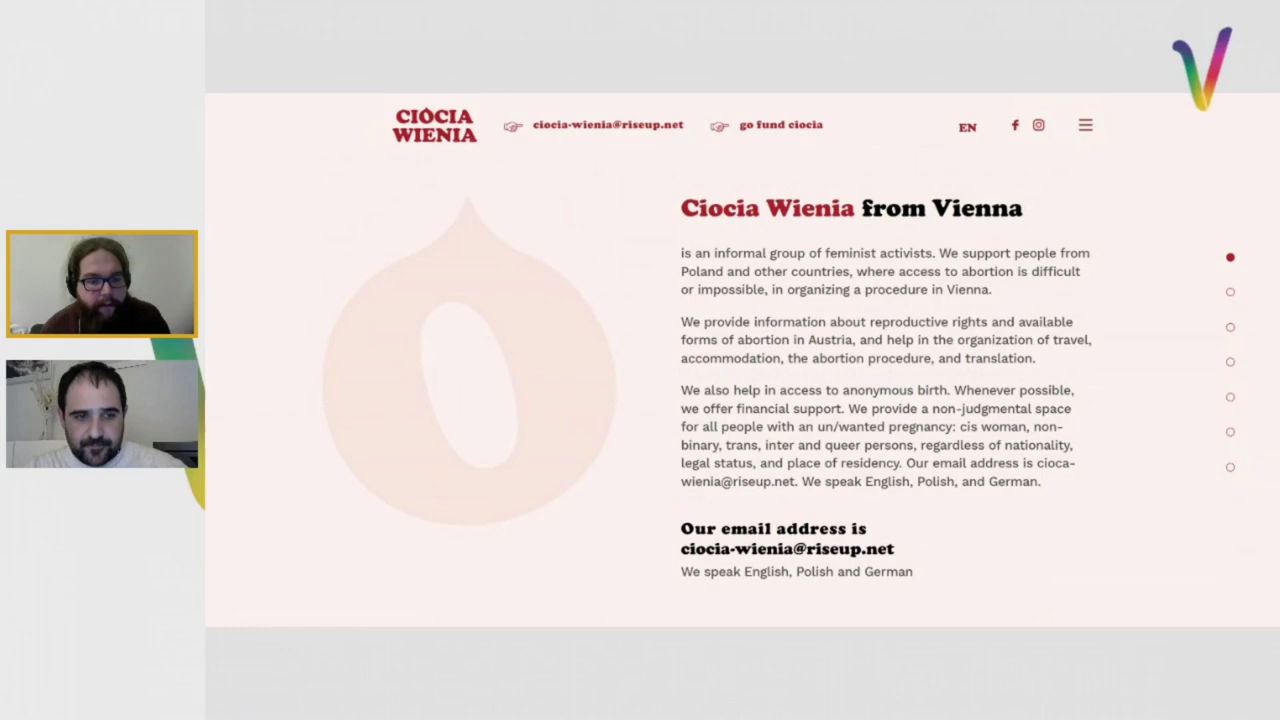 CIÒCIA
WIENIA
ciocia-wienia@riseup.net
go fund ciocia
EN
Ciocia Wienia from Vienna
is an informal group of feminist activists. We support people from
Poland and other countries, where access to abortion is difficult
or impossible, in organizing a procedure in Vienna.
We provide information about reproductive rights and available
forms of abortion in Austria, and help in the organization of travel,
accommodation, the abortion procedure, and translation.
We also help in access to anonymous birth. Whenever possible,
we offer financial support. We provide a non-judgmental space
for all people with an un/wanted pregnancy: cis woman, non-
binary, trans, inter and queer persons, regardless of nationality,
legal status, and place of residency. Our email address is cioca-
wienia@riseup.net. We speak English, Polish, and German.
Our email address is
ciocia-wienia@riseup.net
We speak English, Polish and German